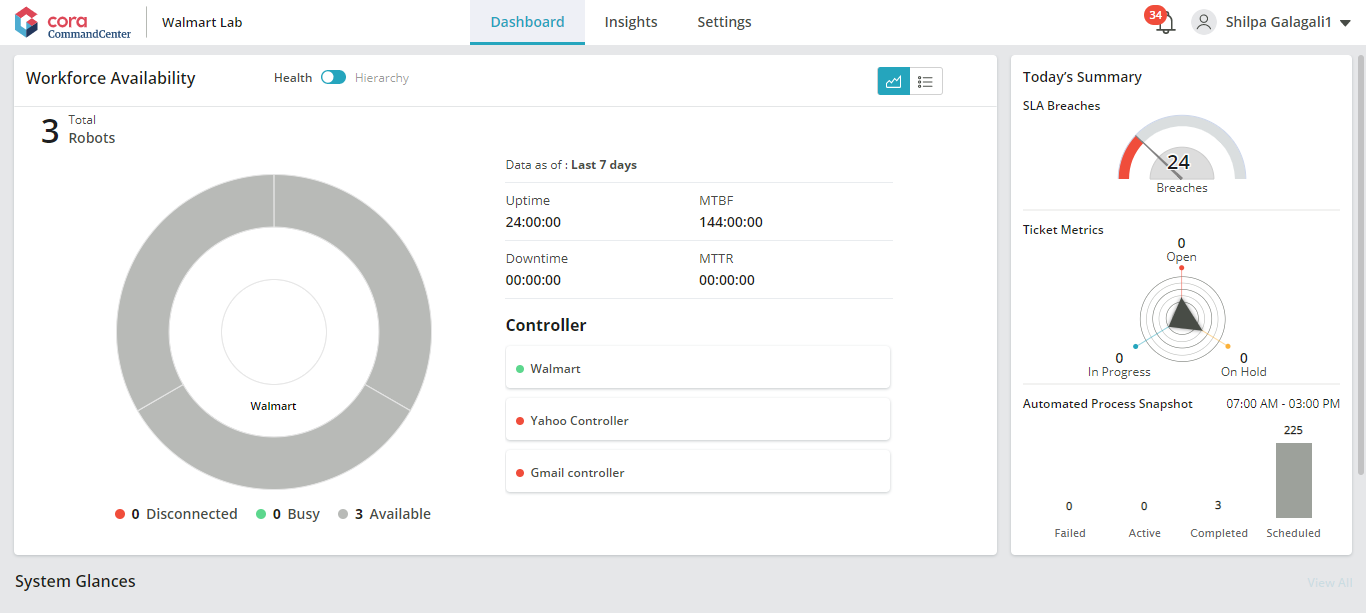 cora
CommandCenter
Walmart Lab
Dashboard
Insights
Settings
34
Shilpa Galagali1
Workforce Availability
Health
Hierarchy
3
Total
Robots
Walmart
0 Disconnected
0 Busy
3 Available
Data as of : Last 7 days
Uptime
24:00:00
MTBF
144:00:00
Downtime
00:00:00
MTTR
00:00:00
Controller
Walmart
Yahoo Controller
Gmail controller
Today's Summary
SLA Breaches
24
Breaches
Ticket Metrics
0
Open
0
In Progress
0
On Hold
Automated Process Snapshot
07:00 AM - 03:00 PM
0
Failed
0
Active
3
Completed
225
Scheduled
System Glances
View All